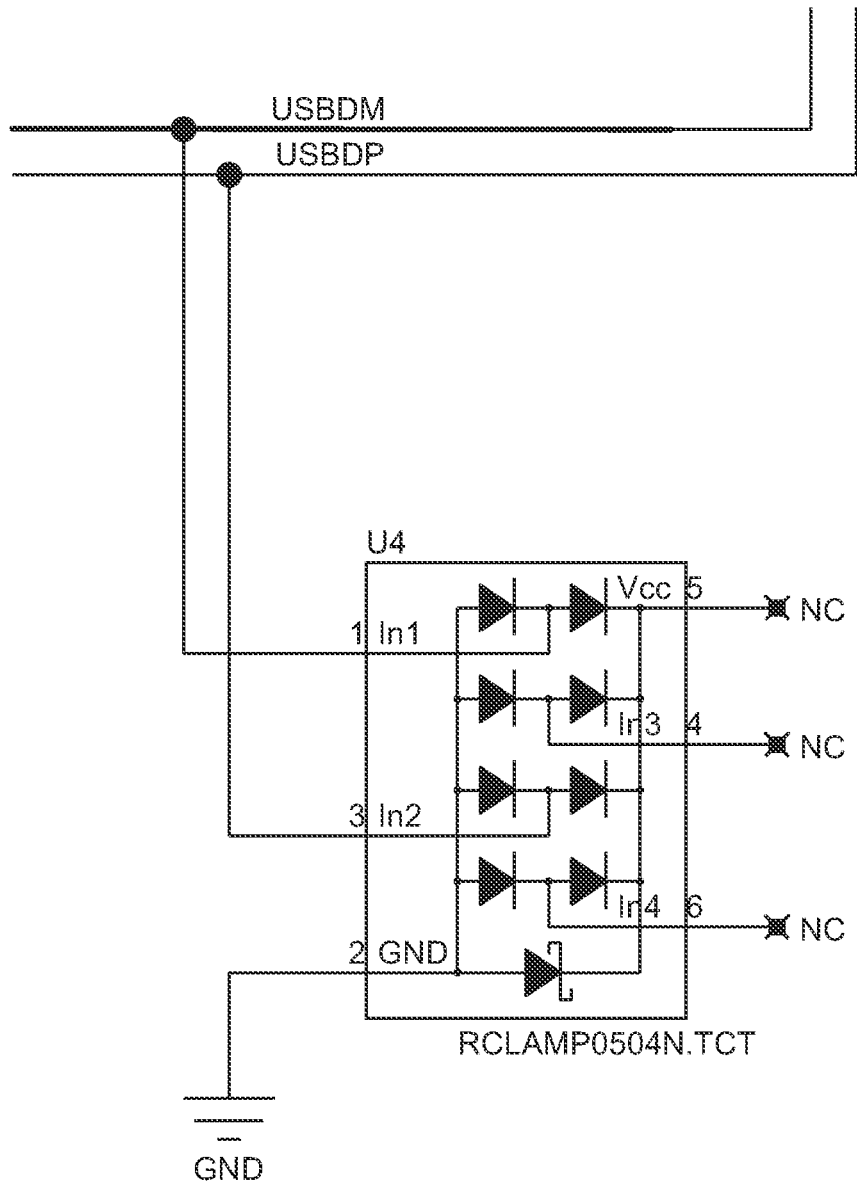 USBDM
USBDP
U4
Vcc 5
NC
1 In1
In3 4
NC
3 In2
In4 6
NC
2 GND
RCLAMP0504N.TCT
GND